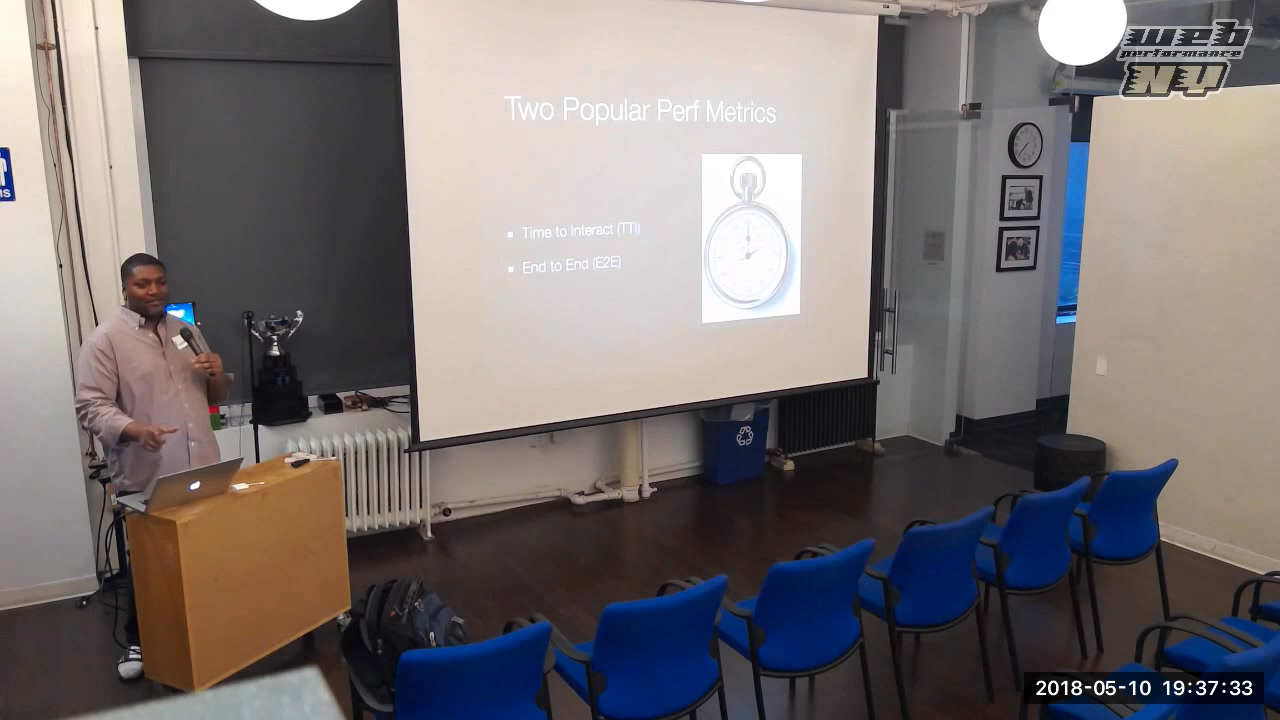 web
performance
NY
Two Popular Perf Metrics
Time to Interact (TTI)
End to End (E2E)
2018-05-10 19:37:33